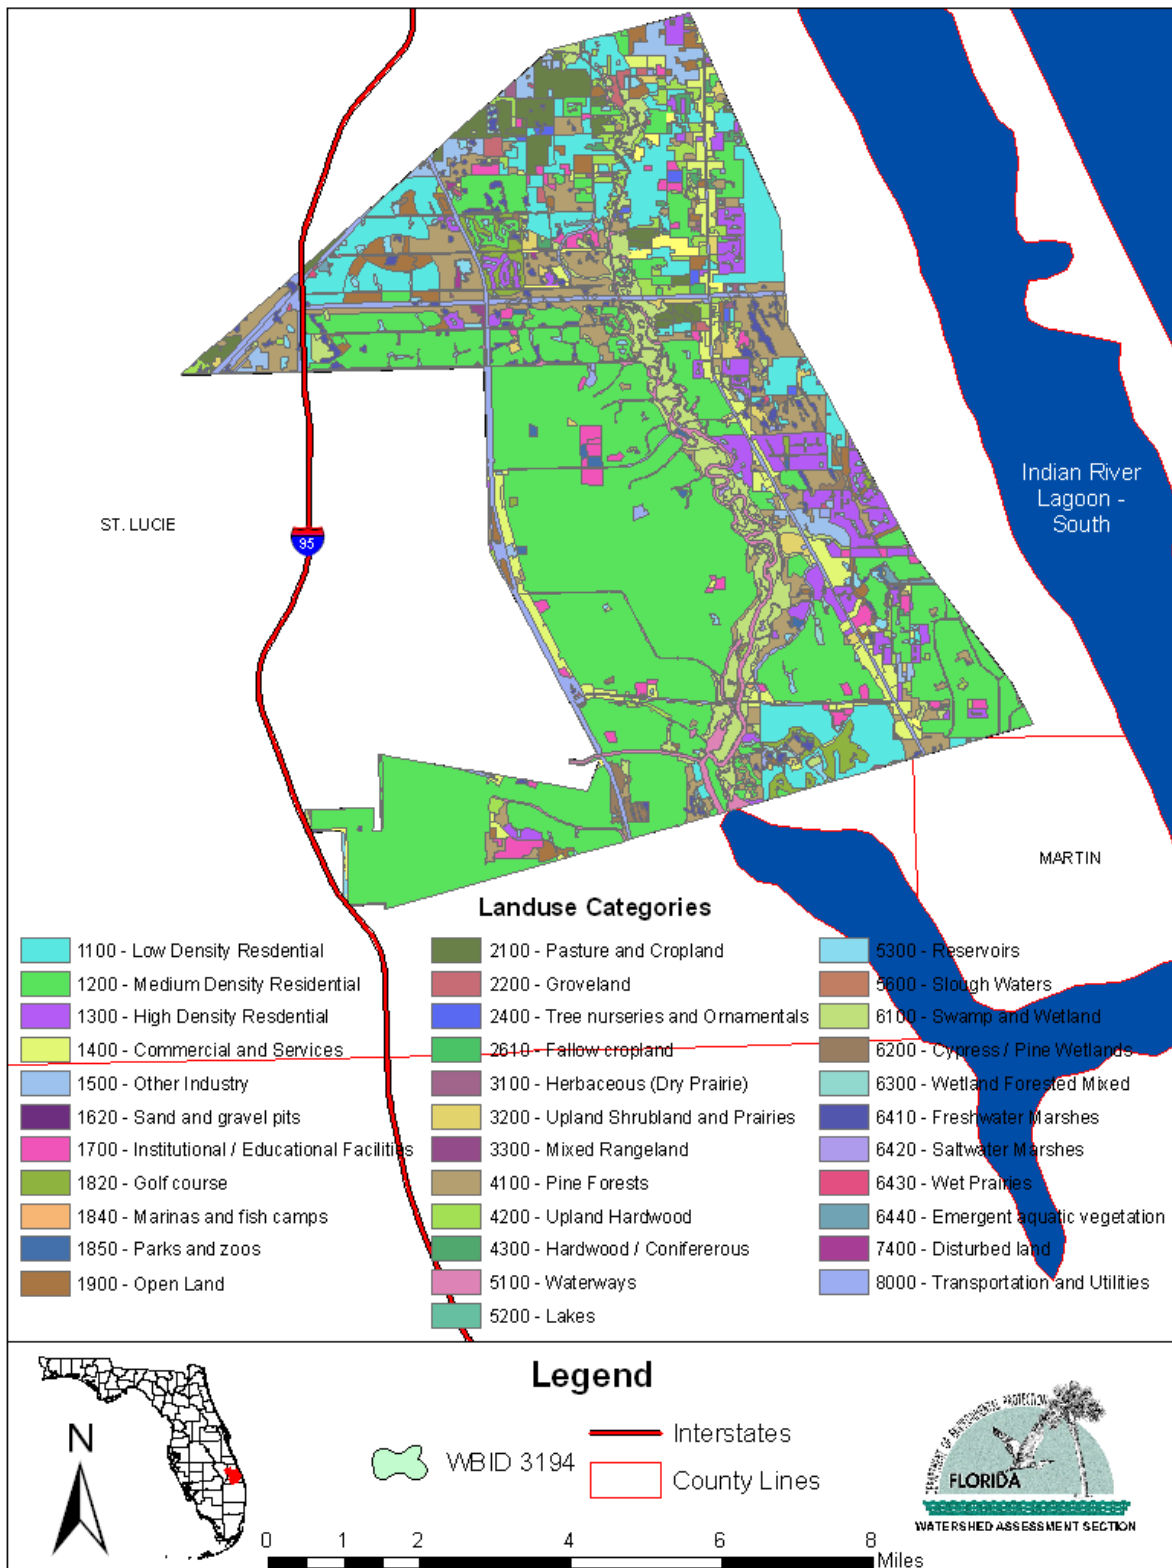 Indian River
Lagoon -
South
ST. LUCIE
95
MARTIN
Landuse Categories
1100 - Low Density Resdential
1200 - Medium Density Residential
1300 - High Density Resdential
1400 - Commercial and Services
1500 - Other Industry
1620 - Sand and gravel pits
1700 - Institutional / Educational Facilities
1820 - Golf course
1840 - Marinas and fish camps
1850 - Parks and zoos
1900 - Open Land
2100 - Pasture and Cropland
2200 - Groveland
2400 - Tree nurseries and Ornamentals
2610 - Fallow cropland
3100 - Herbaceous (Dry Prairie)
3200 - Upland Shrubland and Prairies
3300 - Mixed Rangeland
4100 - Pine Forests
4200 - Upland Hardwood
4300 - Hardwood / Conifererous
5100 - Waterways
5200 - Lakes
5300 - Reservoirs
5600 - Slough Waters
6100 - Swamp and Wetland
6200 - Cypress / Pine Wetlands
6300 - Wetland Forested Mixed
6410 - Freshwater Marshes
6420 - Saltwater Marshes
6430 - Wet Prairies
6440 - Emergent aquatic vegetation
7400 - Disturbed land
8000 - Transportation and Utilities
Legend
N
WBID 3194
Interstates
County Lines
DEPARTMENT OF ENVIRONMENTAL PROTECTION
FLORIDA
WATERSHED ASSESSMENT SECTION
0 1 2 4 6 8
Miles